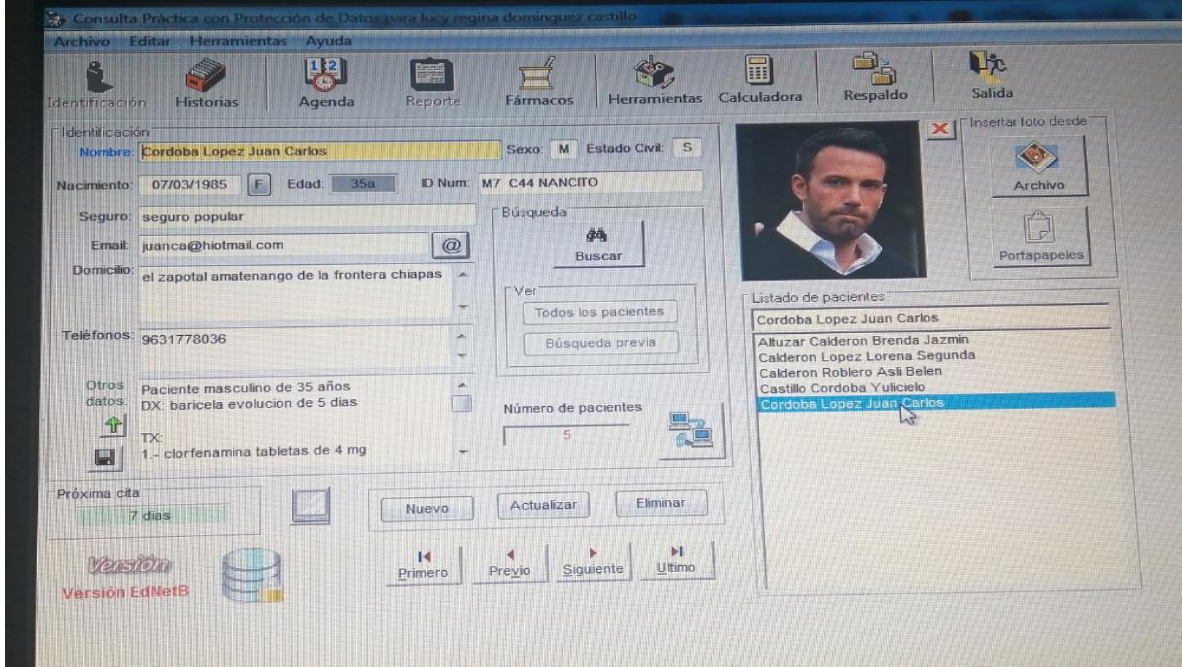 Consulta Práctica con Protección de Datos para lucy regina dominguez castillo
Archivo Editar Herramientas Ayuda
Identificación Historias Agenda Reporte Fármacos Herramientas Calculadora Respaldo Salida
Identificación
Nombre: Cordoba Lopez Juan Carlos Sexo: M Estado Civil: S
Nacimiento: 07/03/1985 F Edad: 35a ID Num: M7 C44 NANCITO
Seguro: seguro popular
Email: juanca@hiotmail.com @
Domicilio: el zapotal amatenango de la frontera chiapas
Teléfonos: 9631778036
Otros datos: Paciente masculino de 35 años
DX: baricela evolucion de 5 dias
TX:
1.- clorfenamina tabletas de 4 mg
Búsqueda
Buscar
Ver
Todos los pacientes
Búsqueda previa
Número de pacientes
5
Insertar foto desde
Archivo
Portapapeles
Listado de pacientes
Cordoba Lopez Juan Carlos
Altuzar Calderon Brenda Jazmin
Calderon Lopez Lorena Segunda
Calderon Roblero Asli Belen
Castillo Cordoba Yulicielo
Cordoba Lopez Juan Carlos
Próxima cita
7 dias
Nuevo Actualizar Eliminar
Primero Previo Siguiente Ultimo
Versión
Versión EdNetB